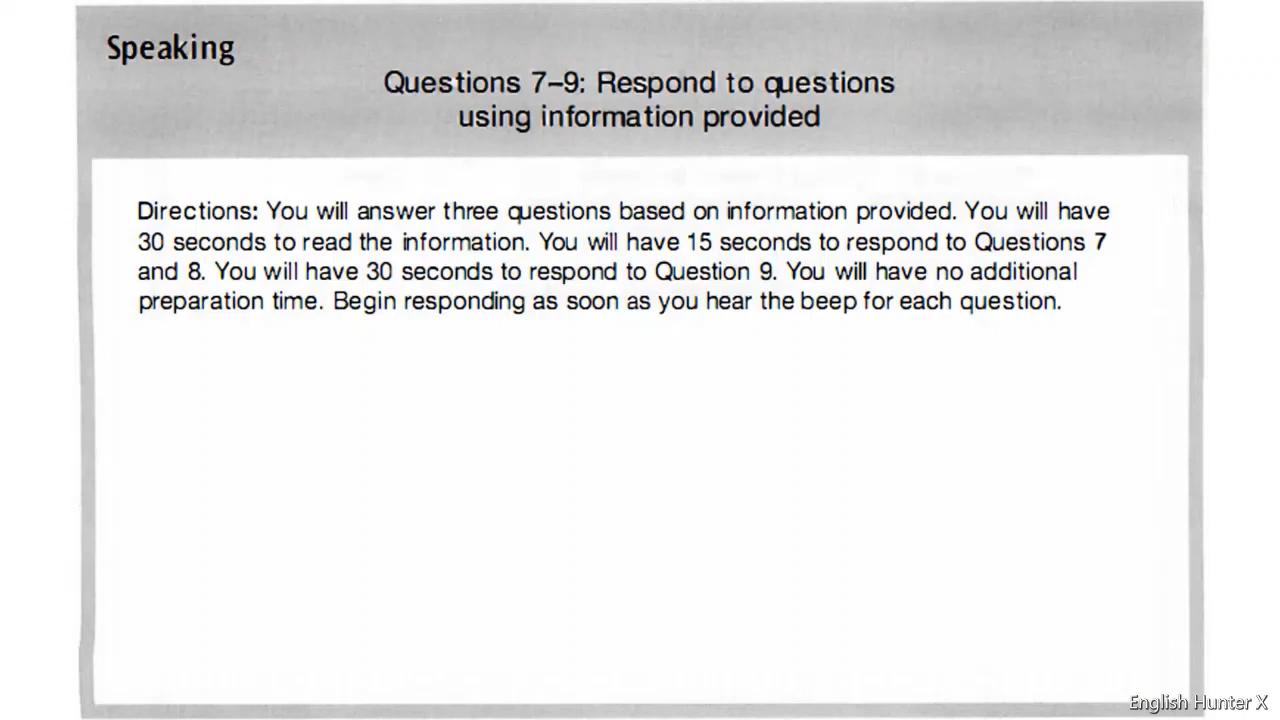 Speaking
Questions 7–9: Respond to questions
using information provided
Directions: You will answer three questions based on information provided. You will have
30 seconds to read the information. You will have 15 seconds to respond to Questions 7
and 8. You will have 30 seconds to respond to Question 9. You will have no additional
preparation time. Begin responding as soon as you hear the beep for each question.
English Hunter X